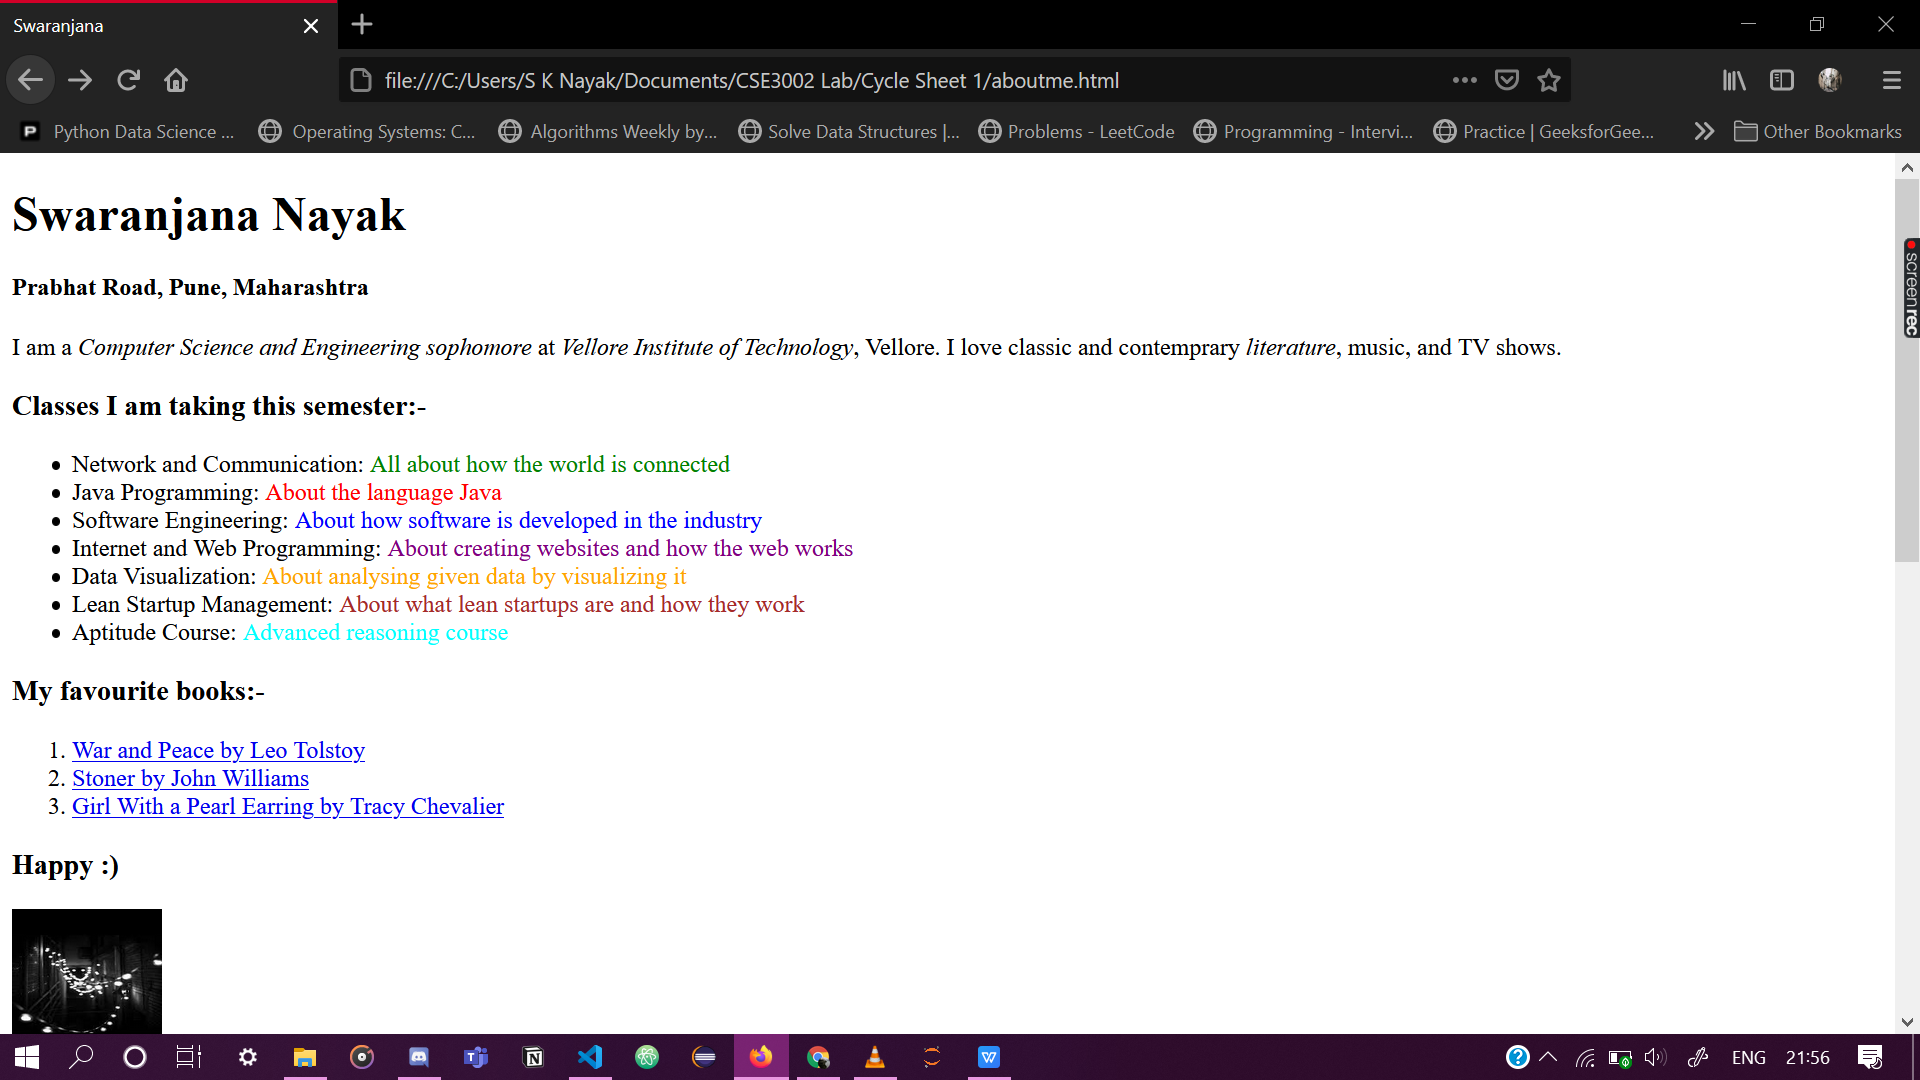 Swaranjana
file:///C:/Users/S K Nayak/Documents/CSE3002 Lab/Cycle Sheet 1/aboutme.html
Python Data Science ... Operating Systems: C... Algorithms Weekly by... Solve Data Structures |... Problems - LeetCode Programming - Intervi... Practice | GeeksforGee... Other Bookmarks
Swaranjana Nayak
Prabhat Road, Pune, Maharashtra
I am a Computer Science and Engineering sophomore at Vellore Institute of Technology, Vellore. I love classic and contemprary literature, music, and TV shows.
Classes I am taking this semester:-
• Network and Communication: All about how the world is connected
• Java Programming: About the language Java
• Software Engineering: About how software is developed in the industry
• Internet and Web Programming: About creating websites and how the web works
• Data Visualization: About analysing given data by visualizing it
• Lean Startup Management: About what lean startups are and how they work
• Aptitude Course: Advanced reasoning course
My favourite books:-
1. War and Peace by Leo Tolstoy
2. Stoner by John Williams
3. Girl With a Pearl Earring by Tracy Chevalier
Happy :)
screenrec
ENG 21:56